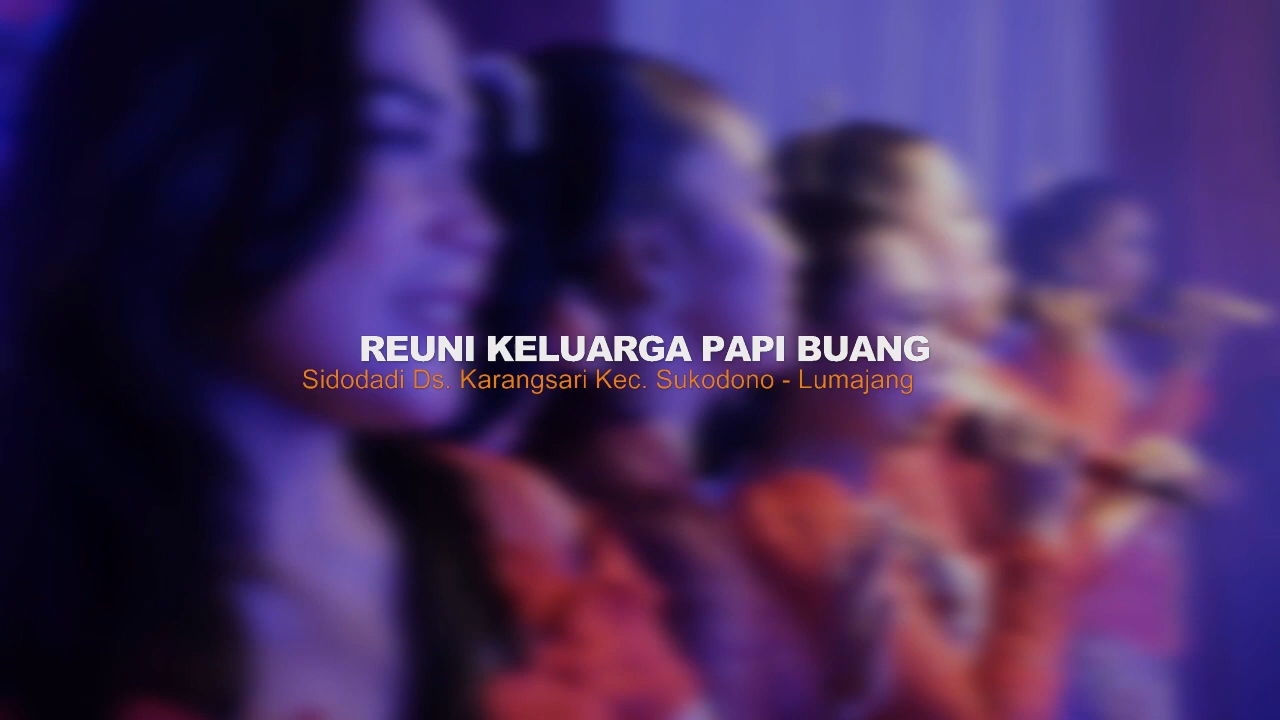 REUNI KELUARGA PAPI BUANG
Sidodadi Ds. Karangsari Kec. Sukodono - Lumajang